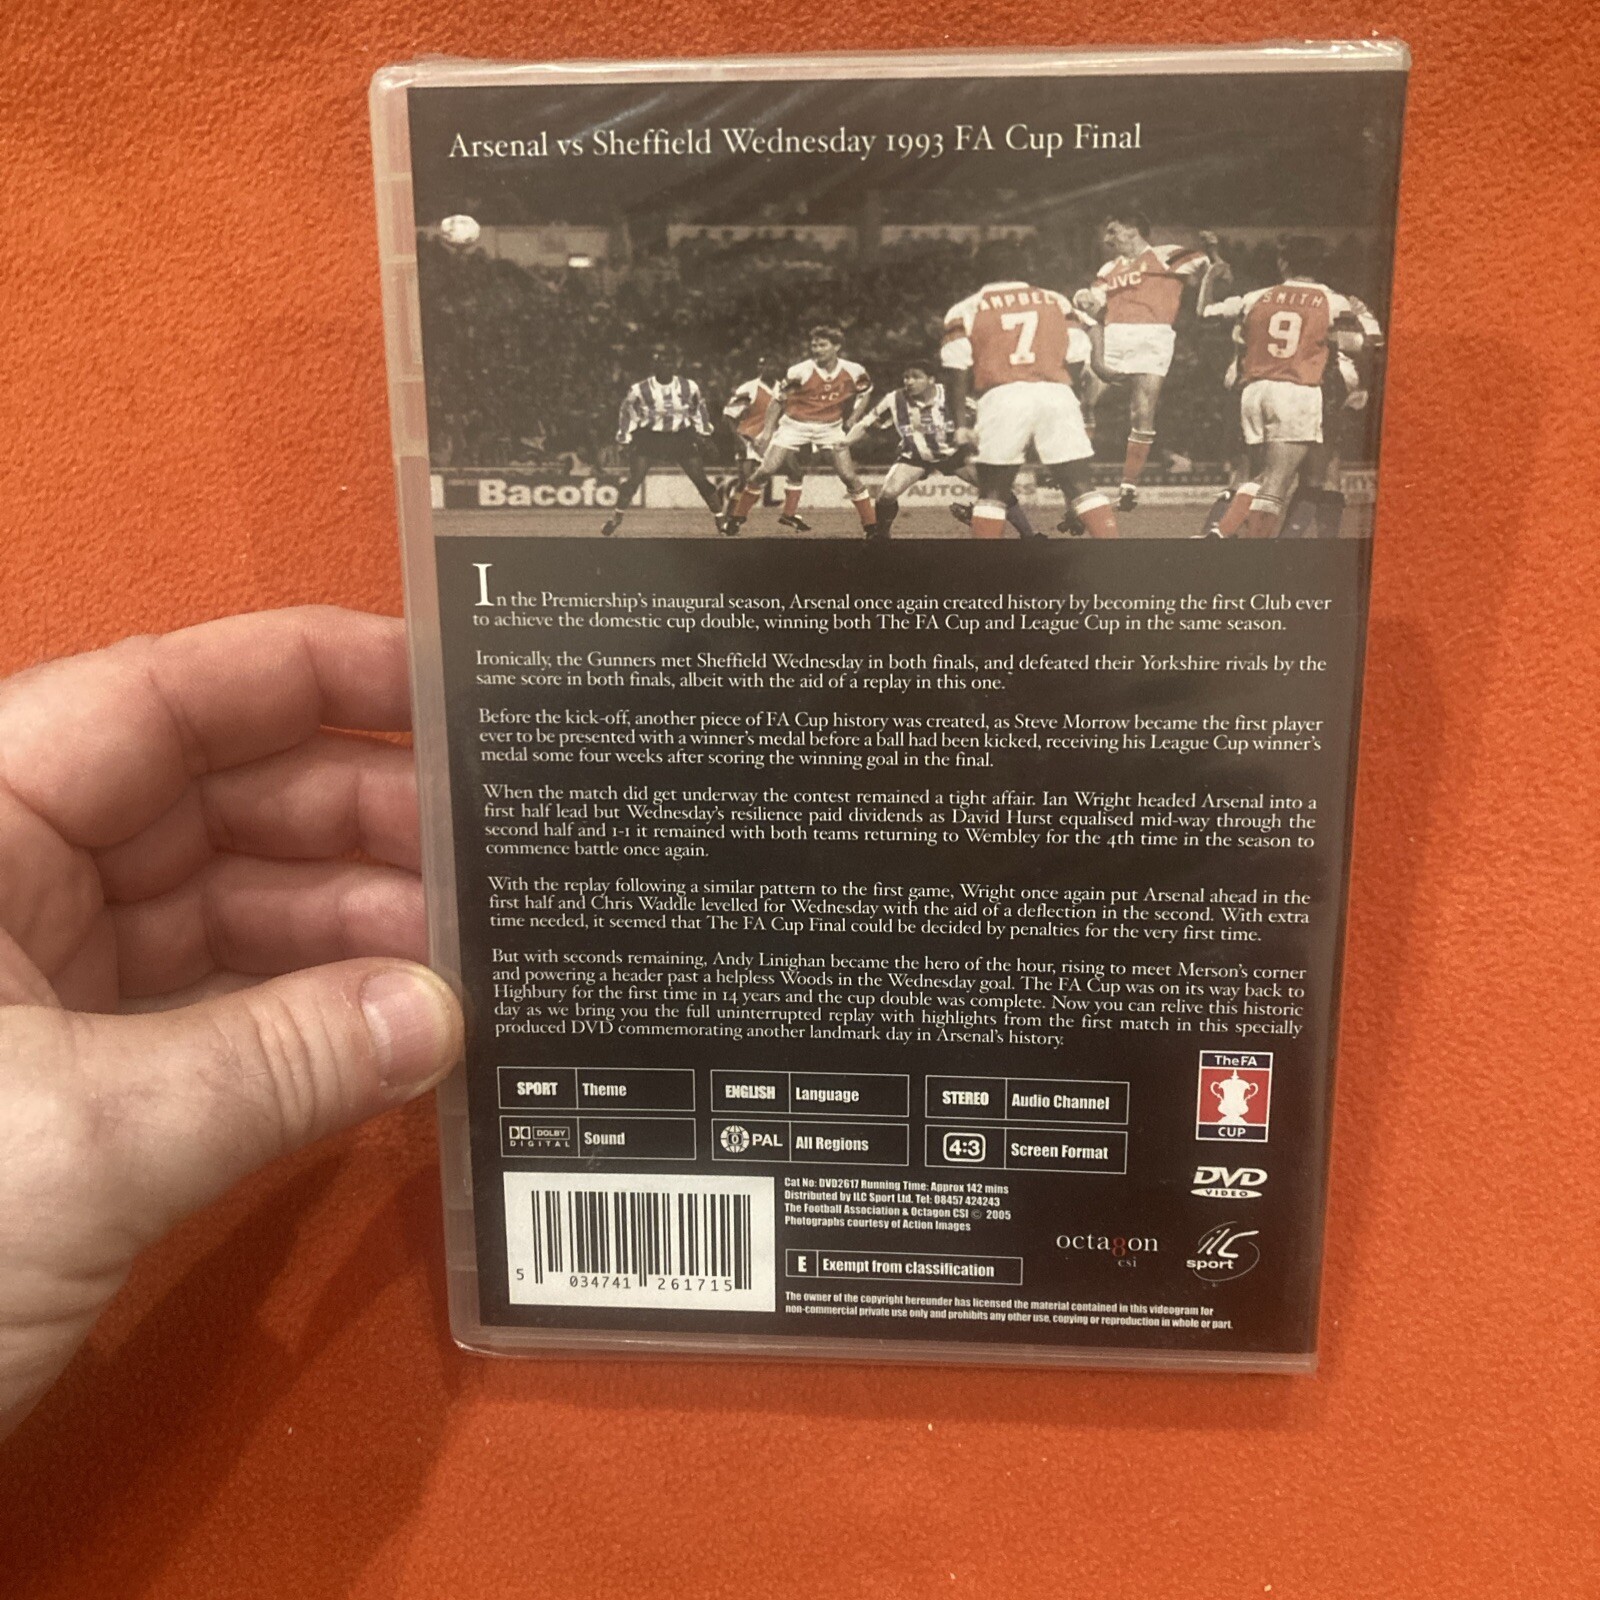 Arsenal vs Sheffield Wednesday 1993 FA Cup Final
AMPBEL
7
JVC
SMITH
9
Bacofo
AUTO
In the Premiership's inaugural season, Arsenal once again created history by becoming the first Club ever
to achieve the domestic cup double, winning both The FA Cup and League Cup in the same season.
Ironically, the Gunners met Sheffield Wednesday in both finals, and defeated their Yorkshire rivals by the
same score in both finals, albeit with the aid of a replay in this one.
Before the kick-off, another piece of FA Cup history was created, as Steve Morrow became the first player
ever to be presented with a winner's medal before a ball had been kicked, receiving his League Cup winner's
medal some four weeks after scoring the winning goal in the final.
When the match did get underway the contest remained a tight affair. Ian Wright headed Arsenal into a
first half lead but Wednesday's resilience paid dividends as David Hurst equalised mid-way through the
second half and 1-1 it remained with both teams returning to Wembley for the 4th time in the season to
commence battle once again.
With the replay following a similar pattern to the first game, Wright once again put Arsenal ahead in the
first half and Chris Waddle levelled for Wednesday with the aid of a deflection in the second. With extra
time needed, it seemed that The FA Cup Final could be decided by penalties for the very first time.
But with seconds remaining, Andy Linighan became the hero of the hour, rising to meet Merson's corner
and powering a header past a helpless Woods in the Wednesday goal. The FA Cup was on its way back to
Highbury for the first time in 14 years and the cup double was complete. Now you can relive this historic
day as we bring you the full uninterrupted replay with highlights from the first match in this specially
produced DVD commemorating another landmark day in Arsenal's history.
SPORT Theme
ENGLISH Language
STEREO Audio Channel
DOLBY DIGITAL Sound
0 PAL All Regions
4:3 Screen Format
The FA
CUP
DVD
VIDEO
Cat No: DVD2617 Running Time: Approx 142 mins
Distributed by ILC Sport Ltd. Tel: 08457 424243
The Football Association & Octagon CSI © 2005
Photographs courtesy of Action Images
E Exempt from classification
octagon
csi
ilc
sport
5 034741 261715
The owner of the copyright hereunder has licensed the material contained in this videogram for
non-commercial private use only and prohibits any other use, copying or reproduction in whole or part.